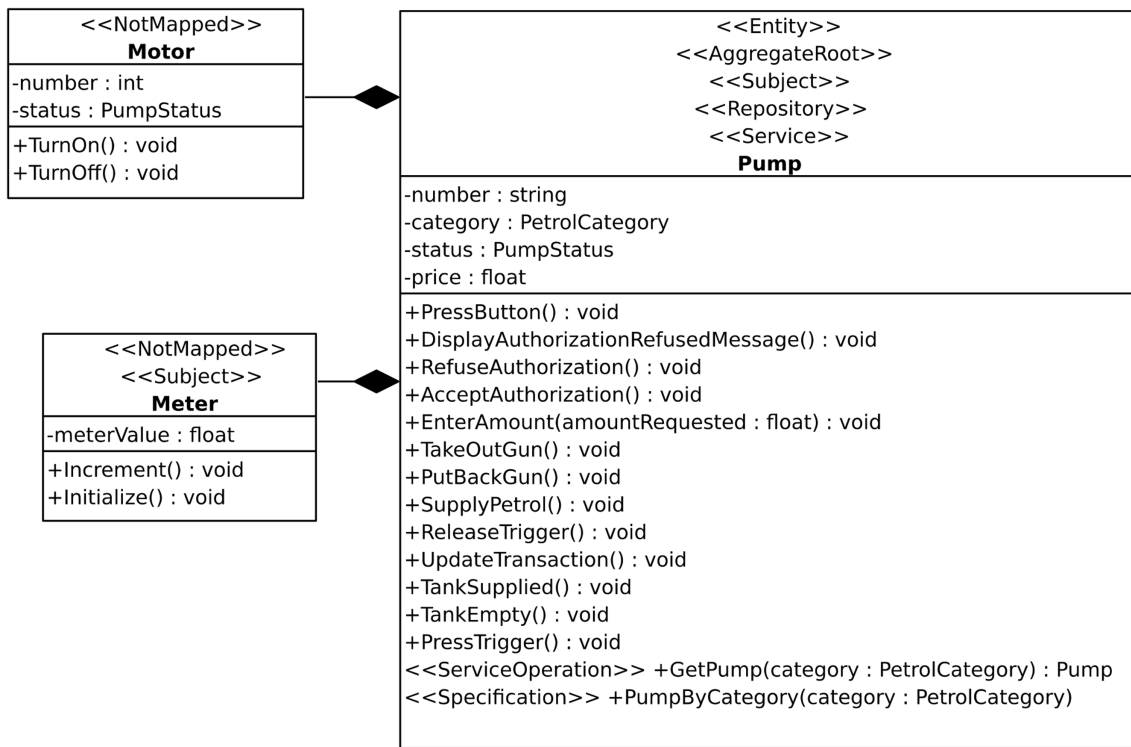 <<NotMapped>>
Motor
-number : int
-status : PumpStatus
+TurnOn() : void
+TurnOff() : void
<<NotMapped>>
<<Subject>>
Meter
-meterValue : float
+Increment() : void
+Initialize() : void
<<Entity>>
<<AggregateRoot>>
<<Subject>>
<<Repository>>
<<Service>>
Pump
-number : string
-category : PetrolCategory
-status : PumpStatus
-price : float
+PressButton() : void
+DisplayAuthorizationRefusedMessage() : void
+RefuseAuthorization() : void
+AcceptAuthorization() : void
+EnterAmount(amountRequested : float) : void
+TakeOutGun() : void
+PutBackGun() : void
+SupplyPetrol() : void
+ReleaseTrigger() : void
+UpdateTransaction() : void
+TankSupplied() : void
+TankEmpty() : void
+PressTrigger() : void
<<ServiceOperation>> +GetPump(category : PetrolCategory) : Pump
<<Specification>> +PumpByCategory(category : PetrolCategory)